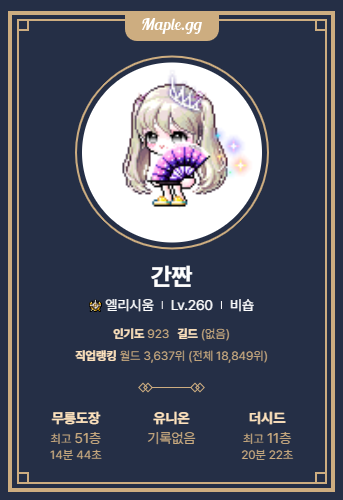 Maple.gg
간짠
엘리시움 | Lv.260 | 비숍
인기도 923 길드 (없음)
직업랭킹 월드 3,637위 (전체 18,849위)
무릉도장 유니온 더시드
최고 51층 기록없음 최고 11층
14분 44초 20분 22초